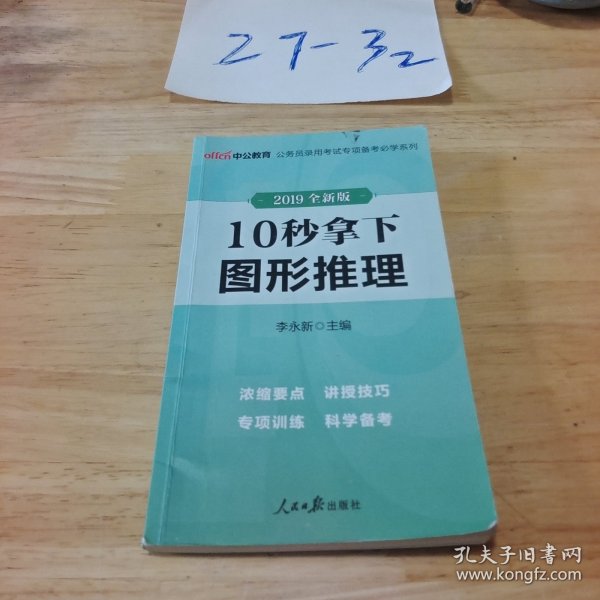 27-32
offcn中公教育 公务员录用考试专项备考必学系列
2019全新版
10秒拿下
图形推理
李永新○主编
浓缩要点 讲授技巧
专项训练 科学备考
人民日报出版社
孔夫子旧书网
www.kongfz.com